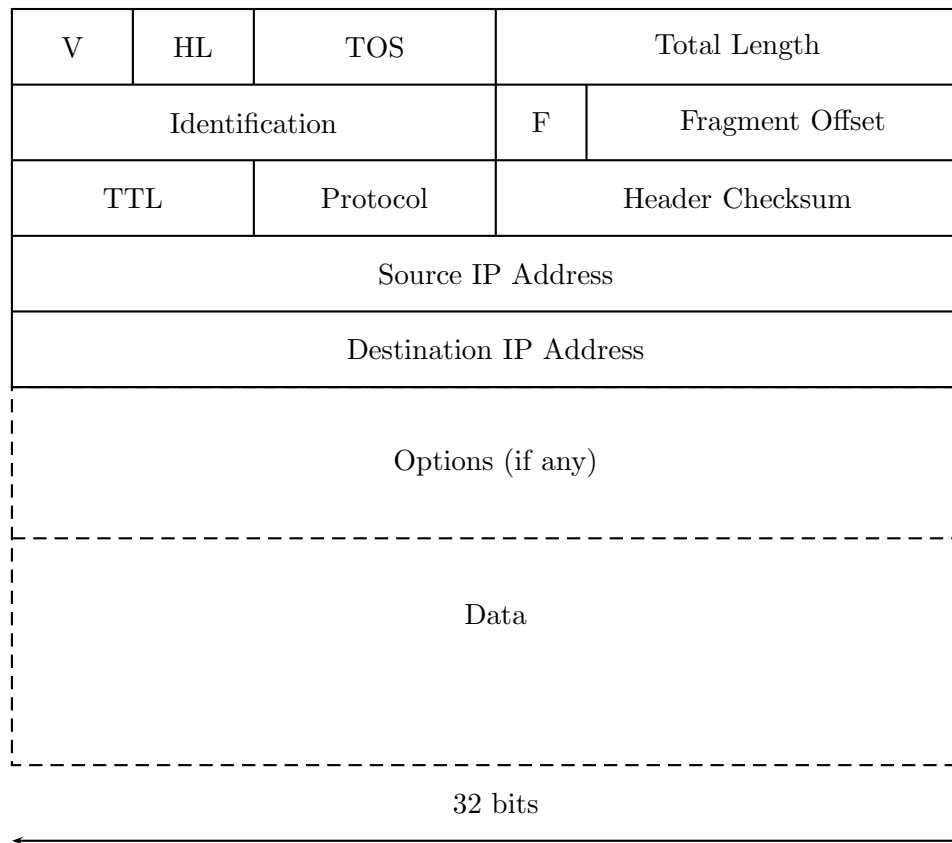 V HL TOS Total Length
Identification F Fragment Offset
TTL Protocol Header Checksum
Source IP Address
Destination IP Address
Options (if any)
Data
32 bits